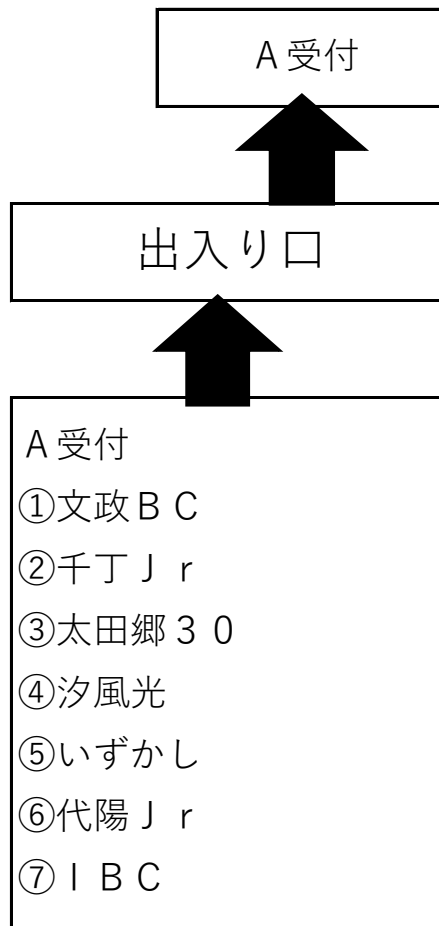 A受付
出入り口
A受付
①文政BC
②千丁Jr
③太田郷30
④汐風光
⑤いずかし
⑥代陽Jr
⑦IBC